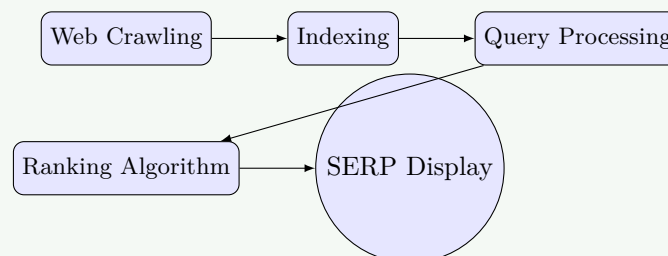 Web Crawling
Indexing
Query Processing
Ranking Algorithm
SERP Display